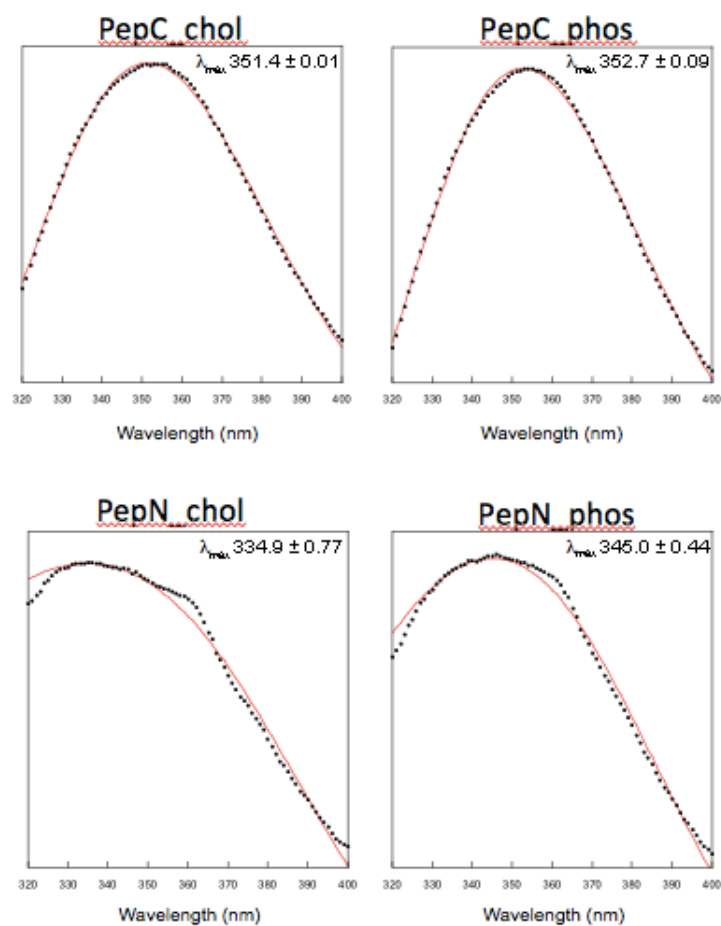 PepC_chol
λmax 351.4 ± 0.01
320 330 340 350 360 370 380 390 400
Wavelength (nm)
PepC_phos
λmax 352.7 ± 0.09
320 330 340 350 360 370 380 390 400
Wavelength (nm)
PepN_chol
λmax 334.9 ± 0.77
320 330 340 350 360 370 380 390 400
Wavelength (nm)
PepN_phos
λmax 345.0 ± 0.44
320 330 340 350 360 370 380 390 400
Wavelength (nm)